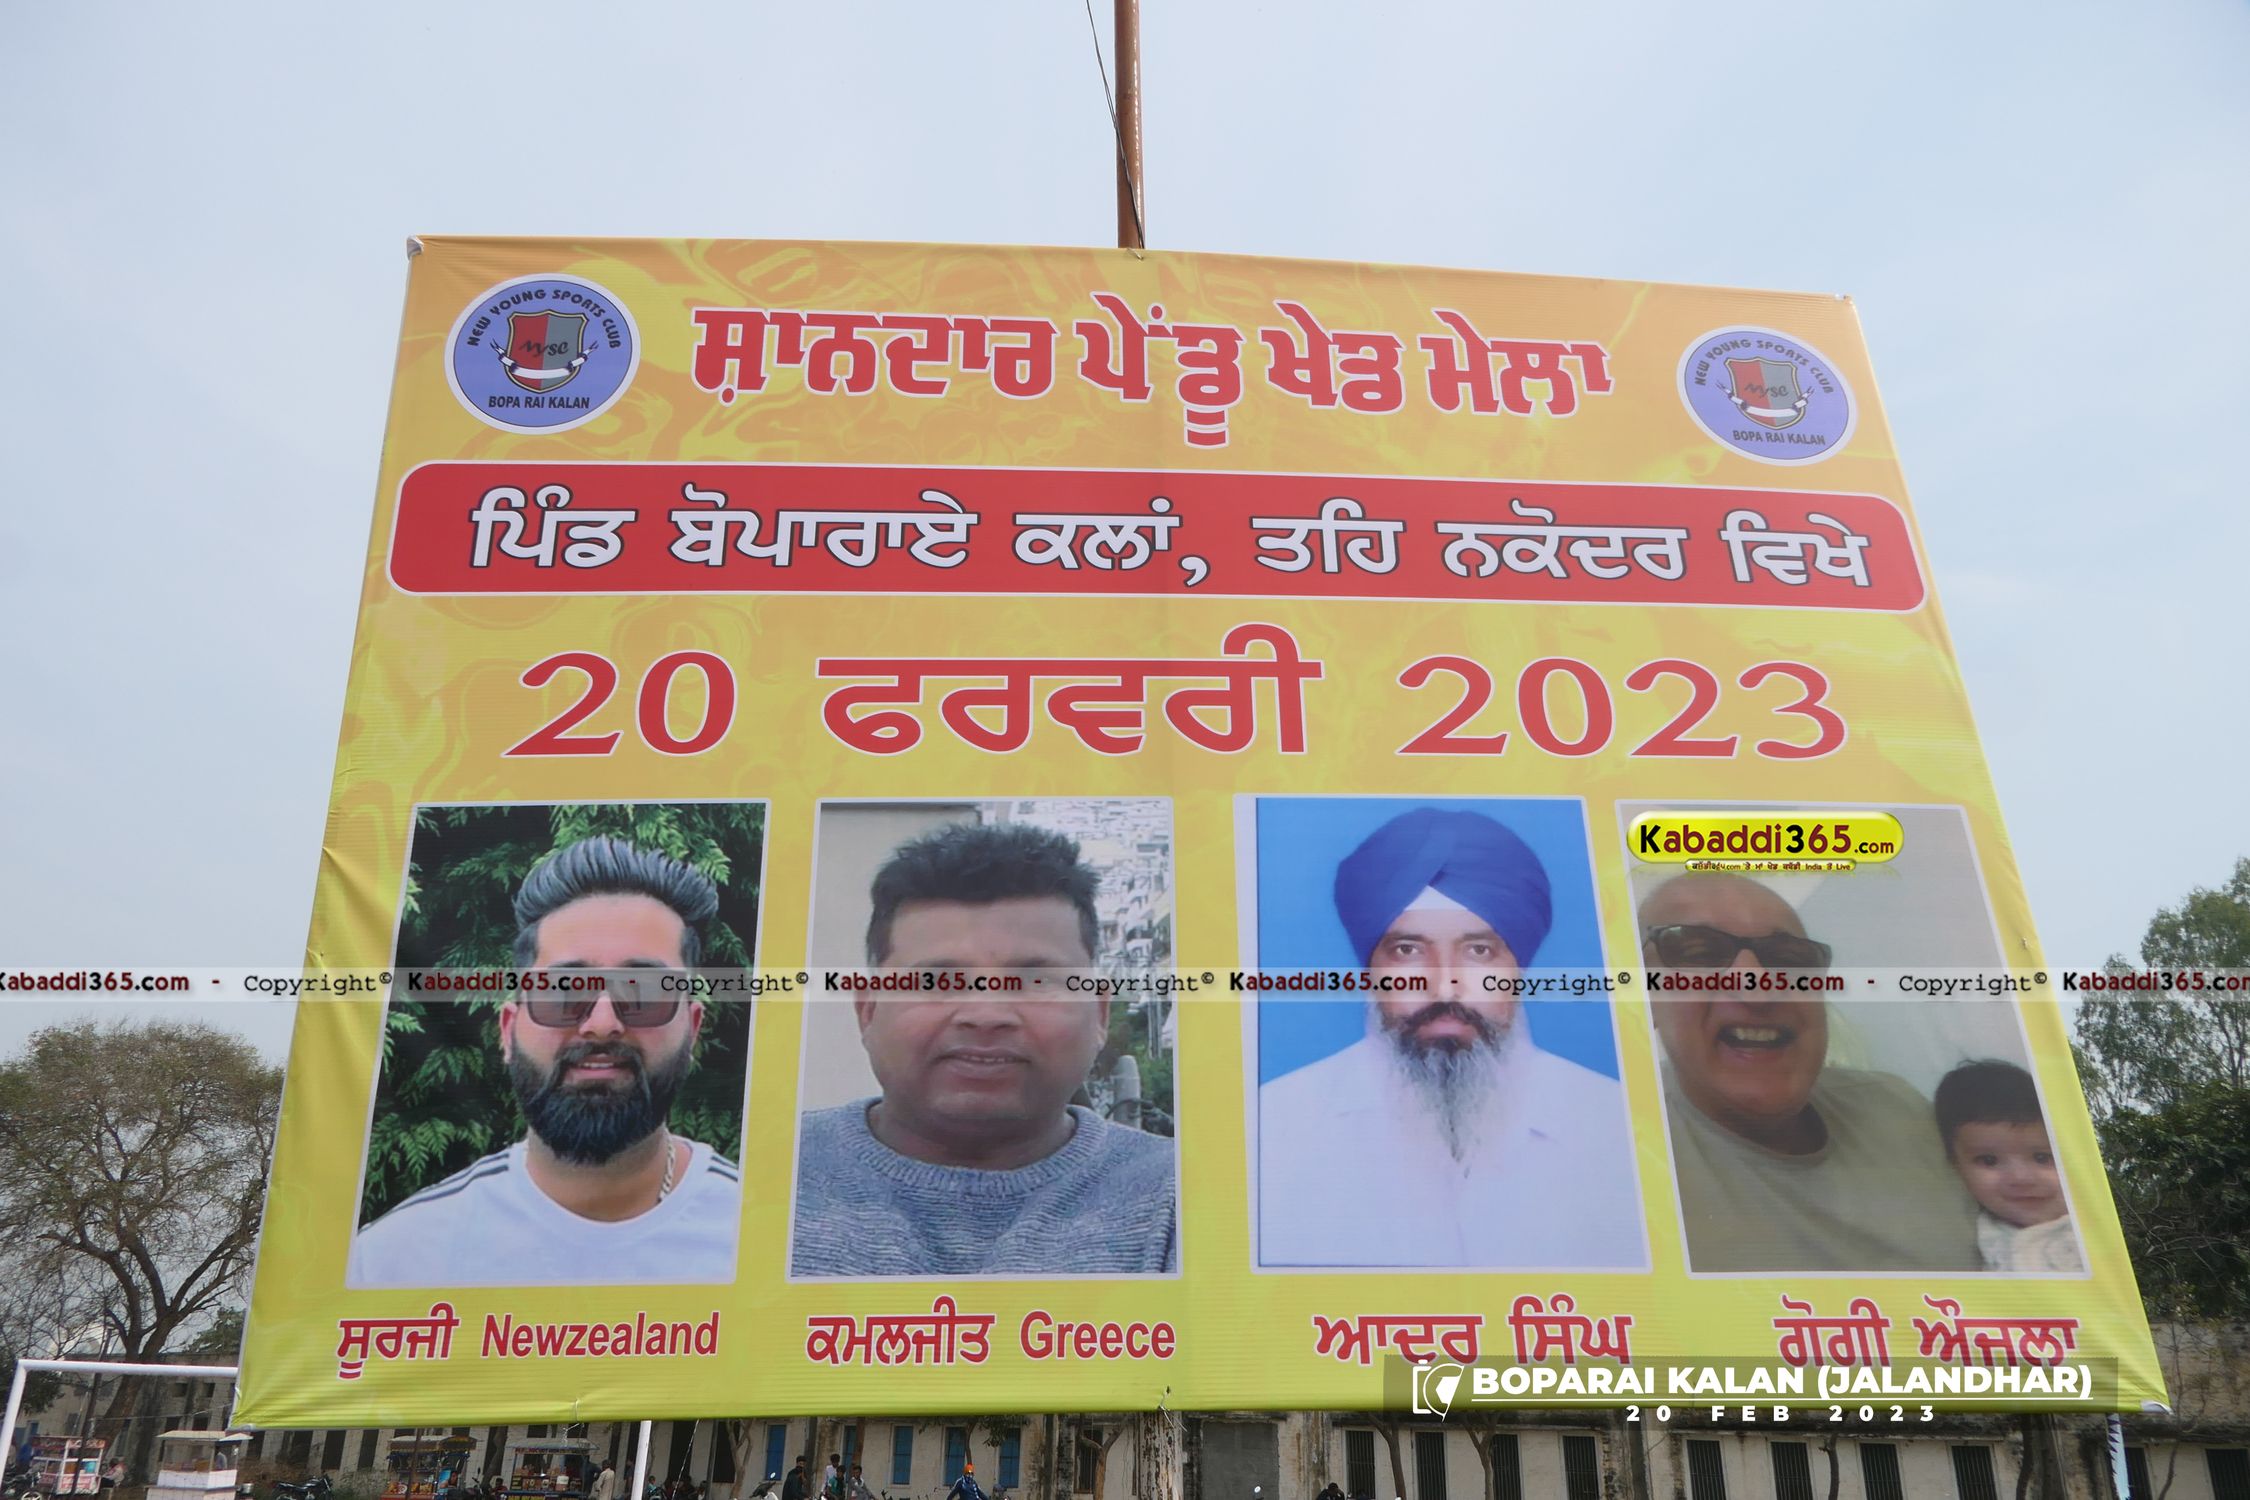 NEW YOUNG SPORTS CLUB
NYSC
BOPA RAI KALAN
ਸ਼ਾਨਦਾਰ ਪੇਂਡੂ ਖੇਡ ਮੇਲਾ
NEW YOUNG SPORTS CLUB
NYSC
BOPA RAI KALAN
ਪਿੰਡ ਬੋਪਾਰਾਏ ਕਲਾਂ, ਤਹਿ ਨਕੋਦਰ ਵਿਖੇ
20 ਫਰਵਰੀ 2023
Kabaddi365.com
Kabaddi365.com - Copyright© Kabaddi365.com - Copyright© Kabaddi365.com - Copyright© Kabaddi365.com - Copyright© Kabaddi365.com - Copyright© Kabaddi365.com
ਸੂਰਜੀ Newzealand
ਕਮਲਜੀਤ Greece
ਆਦਰ ਸਿੰਘ
ਗੋਗੀ ਔਜਲਾ
BOPARAI KALAN (JALANDHAR)
20 FEB 2023